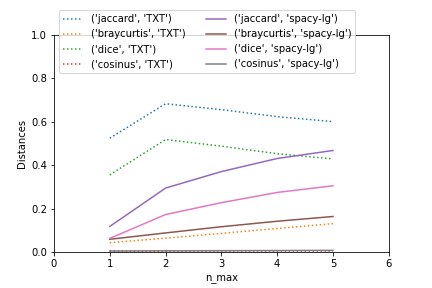 ('jaccard', 'TXT') ('jaccard', 'spacy-lg')
('braycurtis', 'TXT') ('braycurtis', 'spacy-lg')
('dice', 'TXT') ('dice', 'spacy-lg')
('cosinus', 'TXT') ('cosinus', 'spacy-lg')
1.0
0.8
0.6
0.4
0.2
0.0
Distances
0 1 2 3 4 5 6
n_max